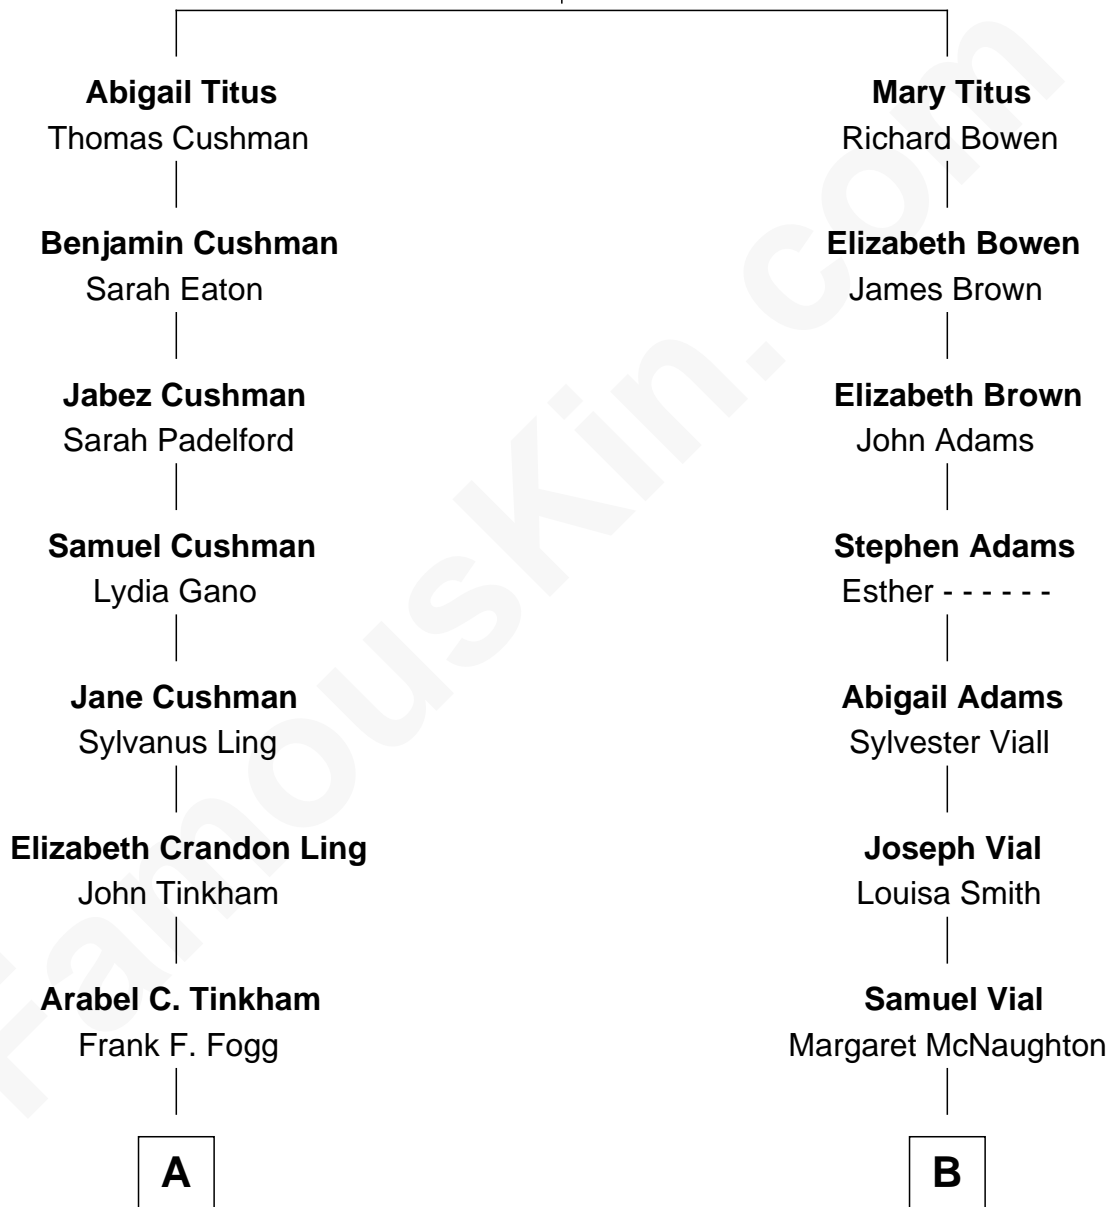 Abigail Titus
Thomas Cushman
Benjamin Cushman
Sarah Eaton
Jabez Cushman
Sarah Padelford
Samuel Cushman
Lydia Gano
Jane Cushman
Sylvanus Ling
Elizabeth Crandon Ling
John Tinkham
Arabel C. Tinkham
Frank F. Fogg
A
Mary Titus
Richard Bowen
Elizabeth Bowen
James Brown
Elizabeth Brown
John Adams
Stephen Adams
Esther - - - - - -
Abigail Adams
Sylvester Viall
Joseph Vial
Louisa Smith
Samuel Vial
Margaret McNaughton
B
FamousKin.com